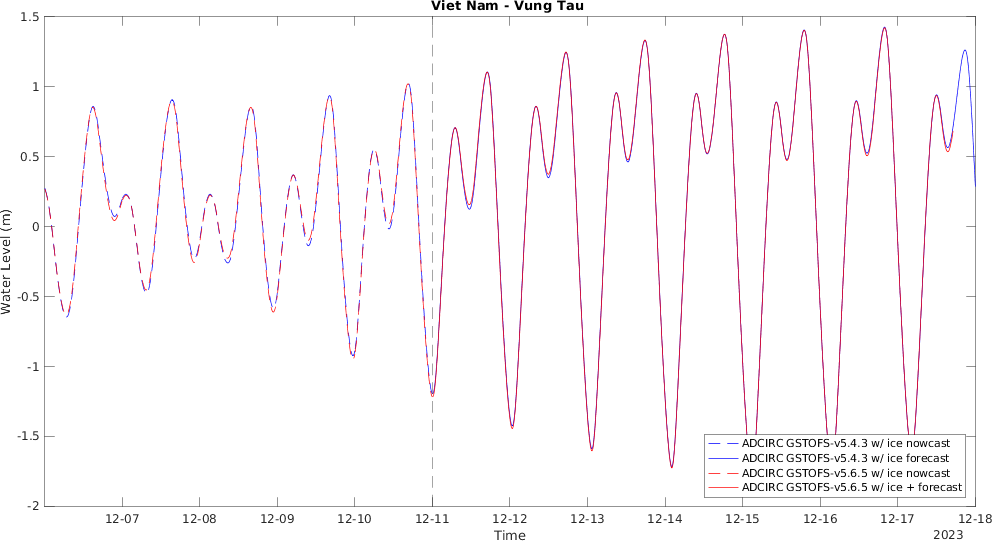 Viet Nam - Vung Tau
1.5
1
0.5
0
-0.5
-1
-1.5
-2
Water Level (m)
ADCIRC GSTOFS-v5.4.3 w/ ice nowcast
ADCIRC GSTOFS-v5.4.3 w/ ice forecast
ADCIRC GSTOFS-v5.6.5 w/ ice nowcast
ADCIRC GSTOFS-v5.6.5 w/ ice + forecast
12-07 12-08 12-09 12-10 12-11 12-12 12-13 12-14 12-15 12-16 12-17 12-18
Time
2023